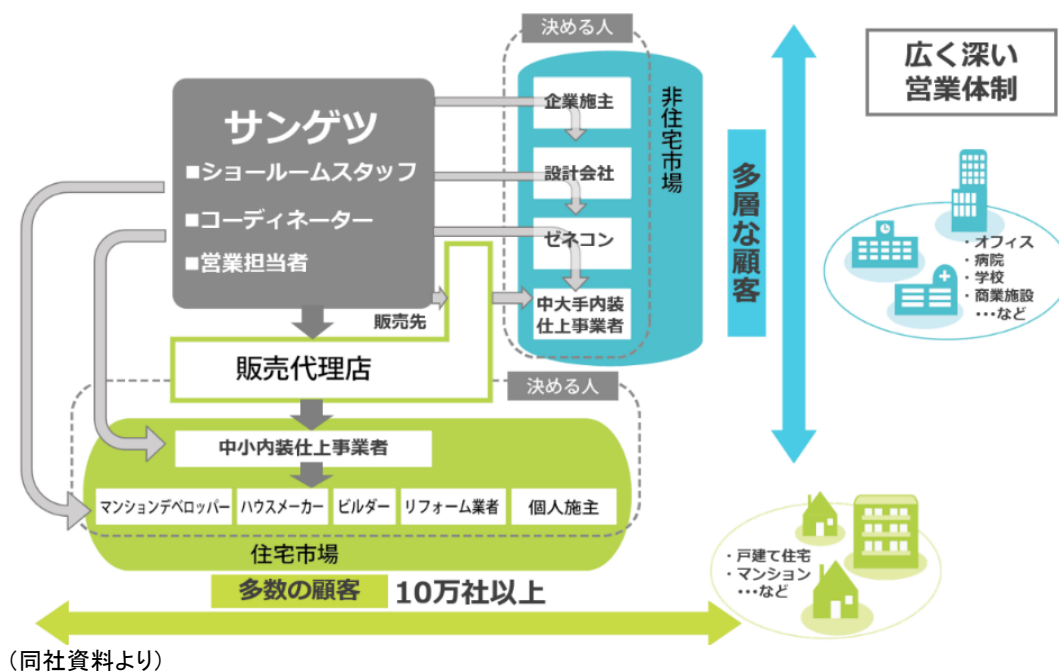 決める人
広く深い
営業体制
サンゲツ
■ショールームスタッフ
■コーディネーター
■営業担当者
企業施主
設計会社
ゼネコン
中大手内装
仕上事業者
非住宅市場
多層な顧客
・オフィス
・病院
・学校
・商業施設
・・・など
販売先
販売代理店
決める人
中小内装仕上事業者
マンションデベロッパー
ハウスメーカー
ビルダー
リフォーム業者
個人施主
住宅市場
・戸建て住宅
・マンション
・・・など
多数の顧客 10万社以上
(同社資料より)